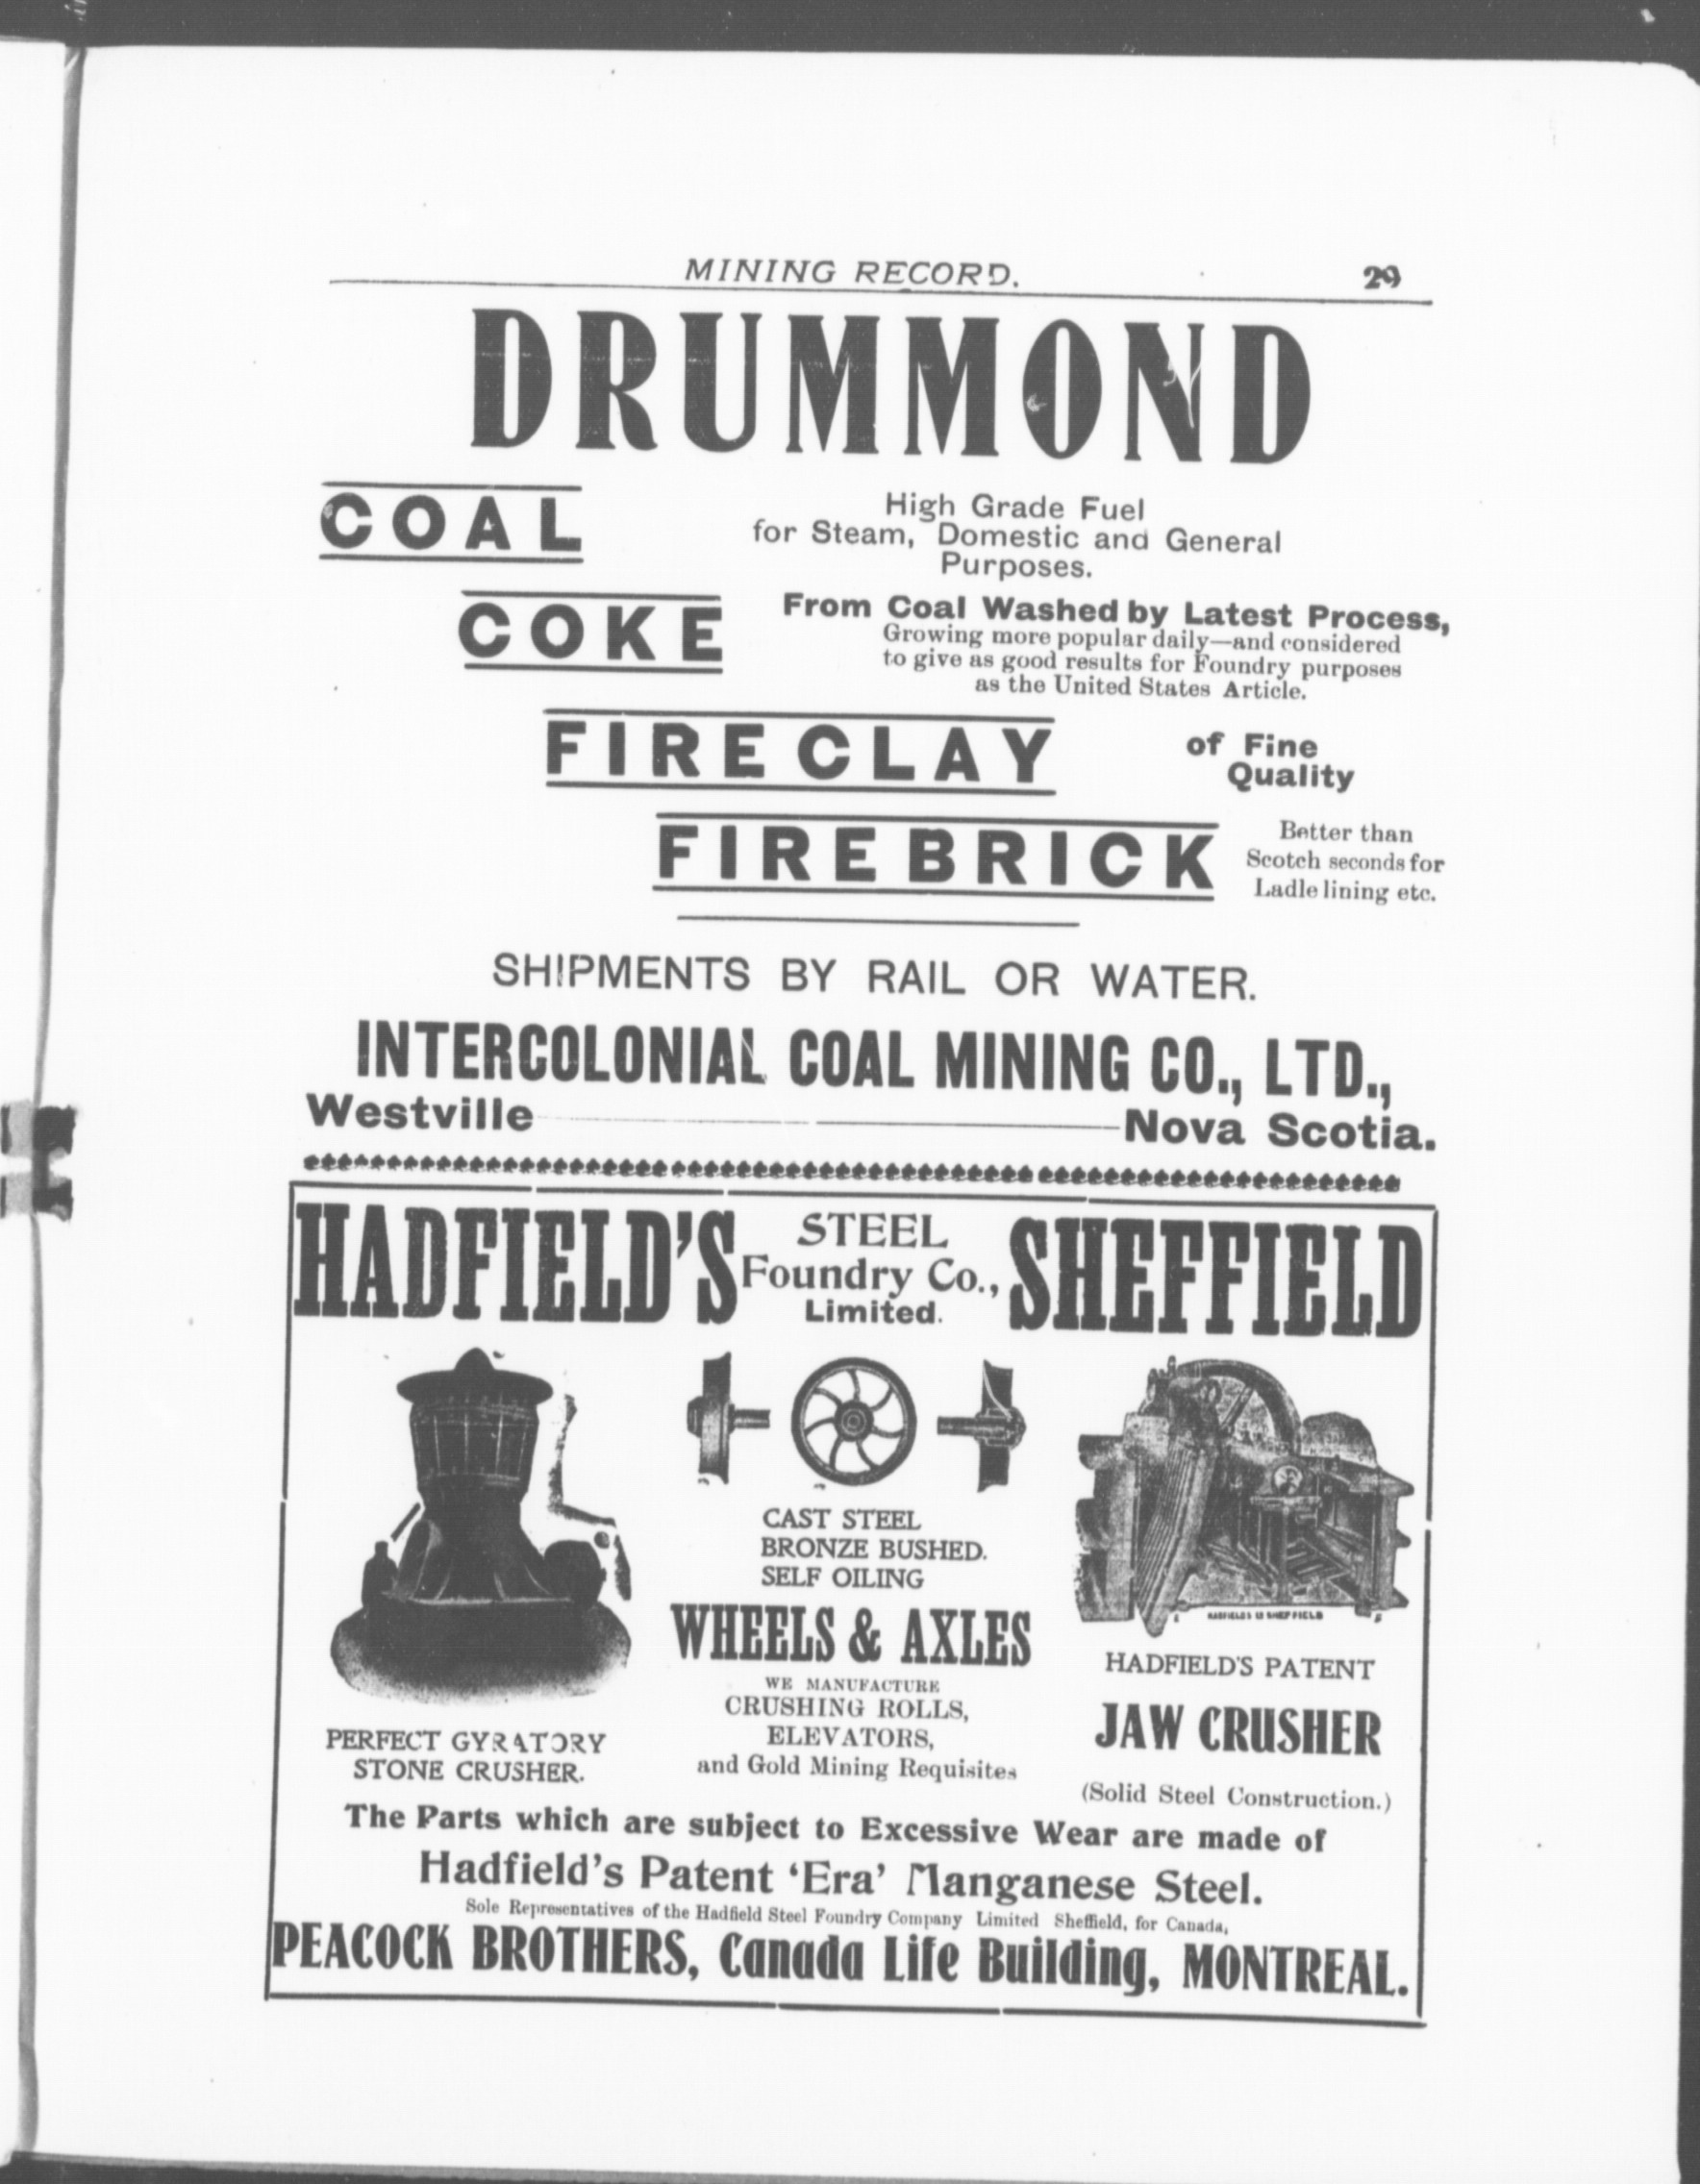 MINING RECORD. 29
DRUMMOND
COAL
High Grade Fuel
for Steam, Domestic and General
Purposes.
COKE
From Coal Washed by Latest Process,
Growing more popular daily—and considered
to give as good results for Foundry purposes
as the United States Article.
FIRECLAY
of Fine
Quality
FIREBRICK
Better than
Scotch seconds for
Ladle lining etc.
SHIPMENTS BY RAIL OR WATER.
INTERCOLONIAL COAL MINING CO., LTD.,
Westville Nova Scotia.
HADFIELD'S STEEL Foundry Co., Limited. SHEFFIELD
PERFECT GYRATORY
STONE CRUSHER.
CAST STEEL
BRONZE BUSHED.
SELF OILING
WHEELS & AXLES
WE MANUFACTURE
CRUSHING ROLLS,
ELEVATORS,
and Gold Mining Requisites
HADFIELDS LD SHEFFIELD
HADFIELD'S PATENT
JAW CRUSHER
(Solid Steel Construction.)
The Parts which are subject to Excessive Wear are made of
Hadfield's Patent ‘Era’ Manganese Steel.
Sole Representatives of the Hadfield Steel Foundry Company Limited Sheffield, for Canada,
PEACOCK BROTHERS, Canada Life Building, MONTREAL.